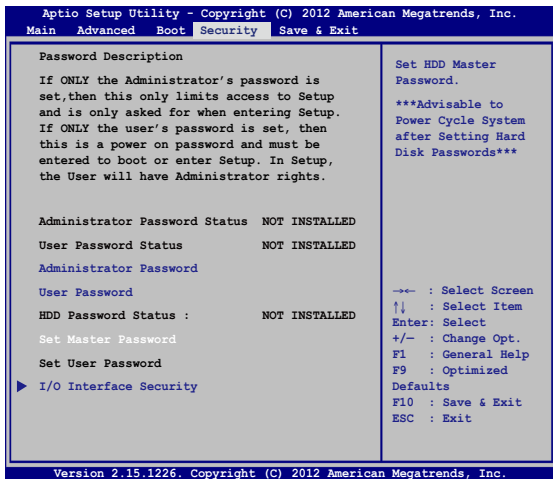 Aptio Setup Utility - Copyright (C) 2012 American Megatrends, Inc.
Main Advanced Boot Security Save & Exit
Password Description
If ONLY the Administrator's password is
set,then this only limits access to Setup
and is only asked for when entering Setup.
If ONLY the user's password is set, then
this is a power on password and must be
entered to boot or enter Setup. In Setup,
the User will have Administrator rights.
Administrator Password Status NOT INSTALLED
User Password Status NOT INSTALLED
Administrator Password
User Password
HDD Password Status : NOT INSTALLED
Set Master Password
Set User Password
I/O Interface Security
Set HDD Master
Password.
***Advisable to
Power Cycle System
after Setting Hard
Disk Passwords***
→← : Select Screen
↑↓ : Select Item
Enter: Select
+/— : Change Opt.
F1 : General Help
F9 : Optimized
Defaults
F10 : Save & Exit
ESC : Exit
Version 2.15.1226. Copyright (C) 2012 American Megatrends, Inc.